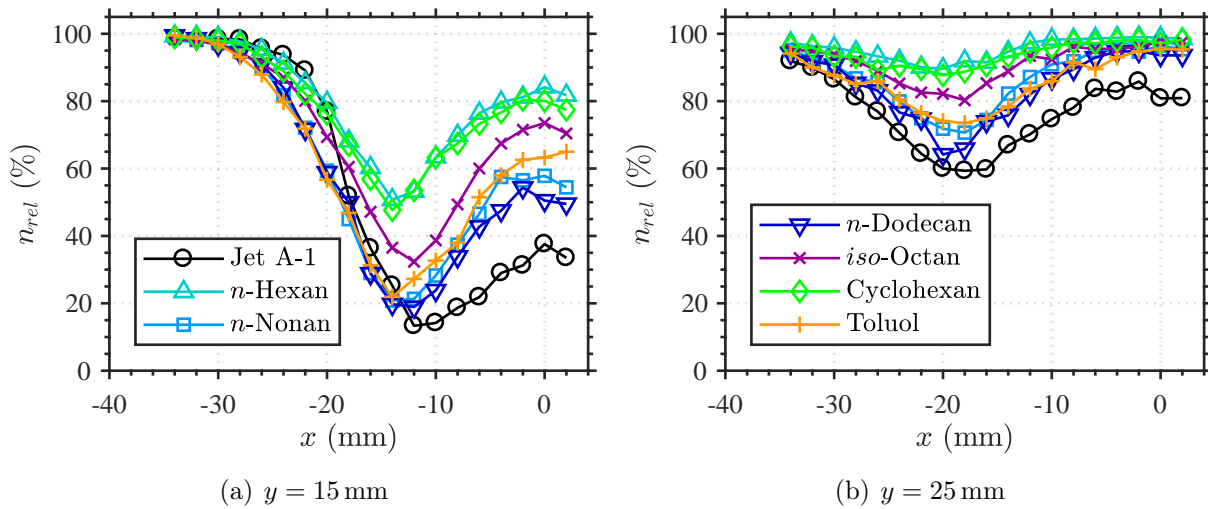 100
80
60
40
20
0
n_rel (%)
Jet A-1
n-Hexan
n-Nonan
-40
-30
-20
-10
0
x (mm)
(a) y = 15 mm
100
80
60
40
20
0
n_rel (%)
n-Dodecan
iso-Octan
Cyclohexan
Toluol
-40
-30
-20
-10
0
x (mm)
(b) y = 25 mm